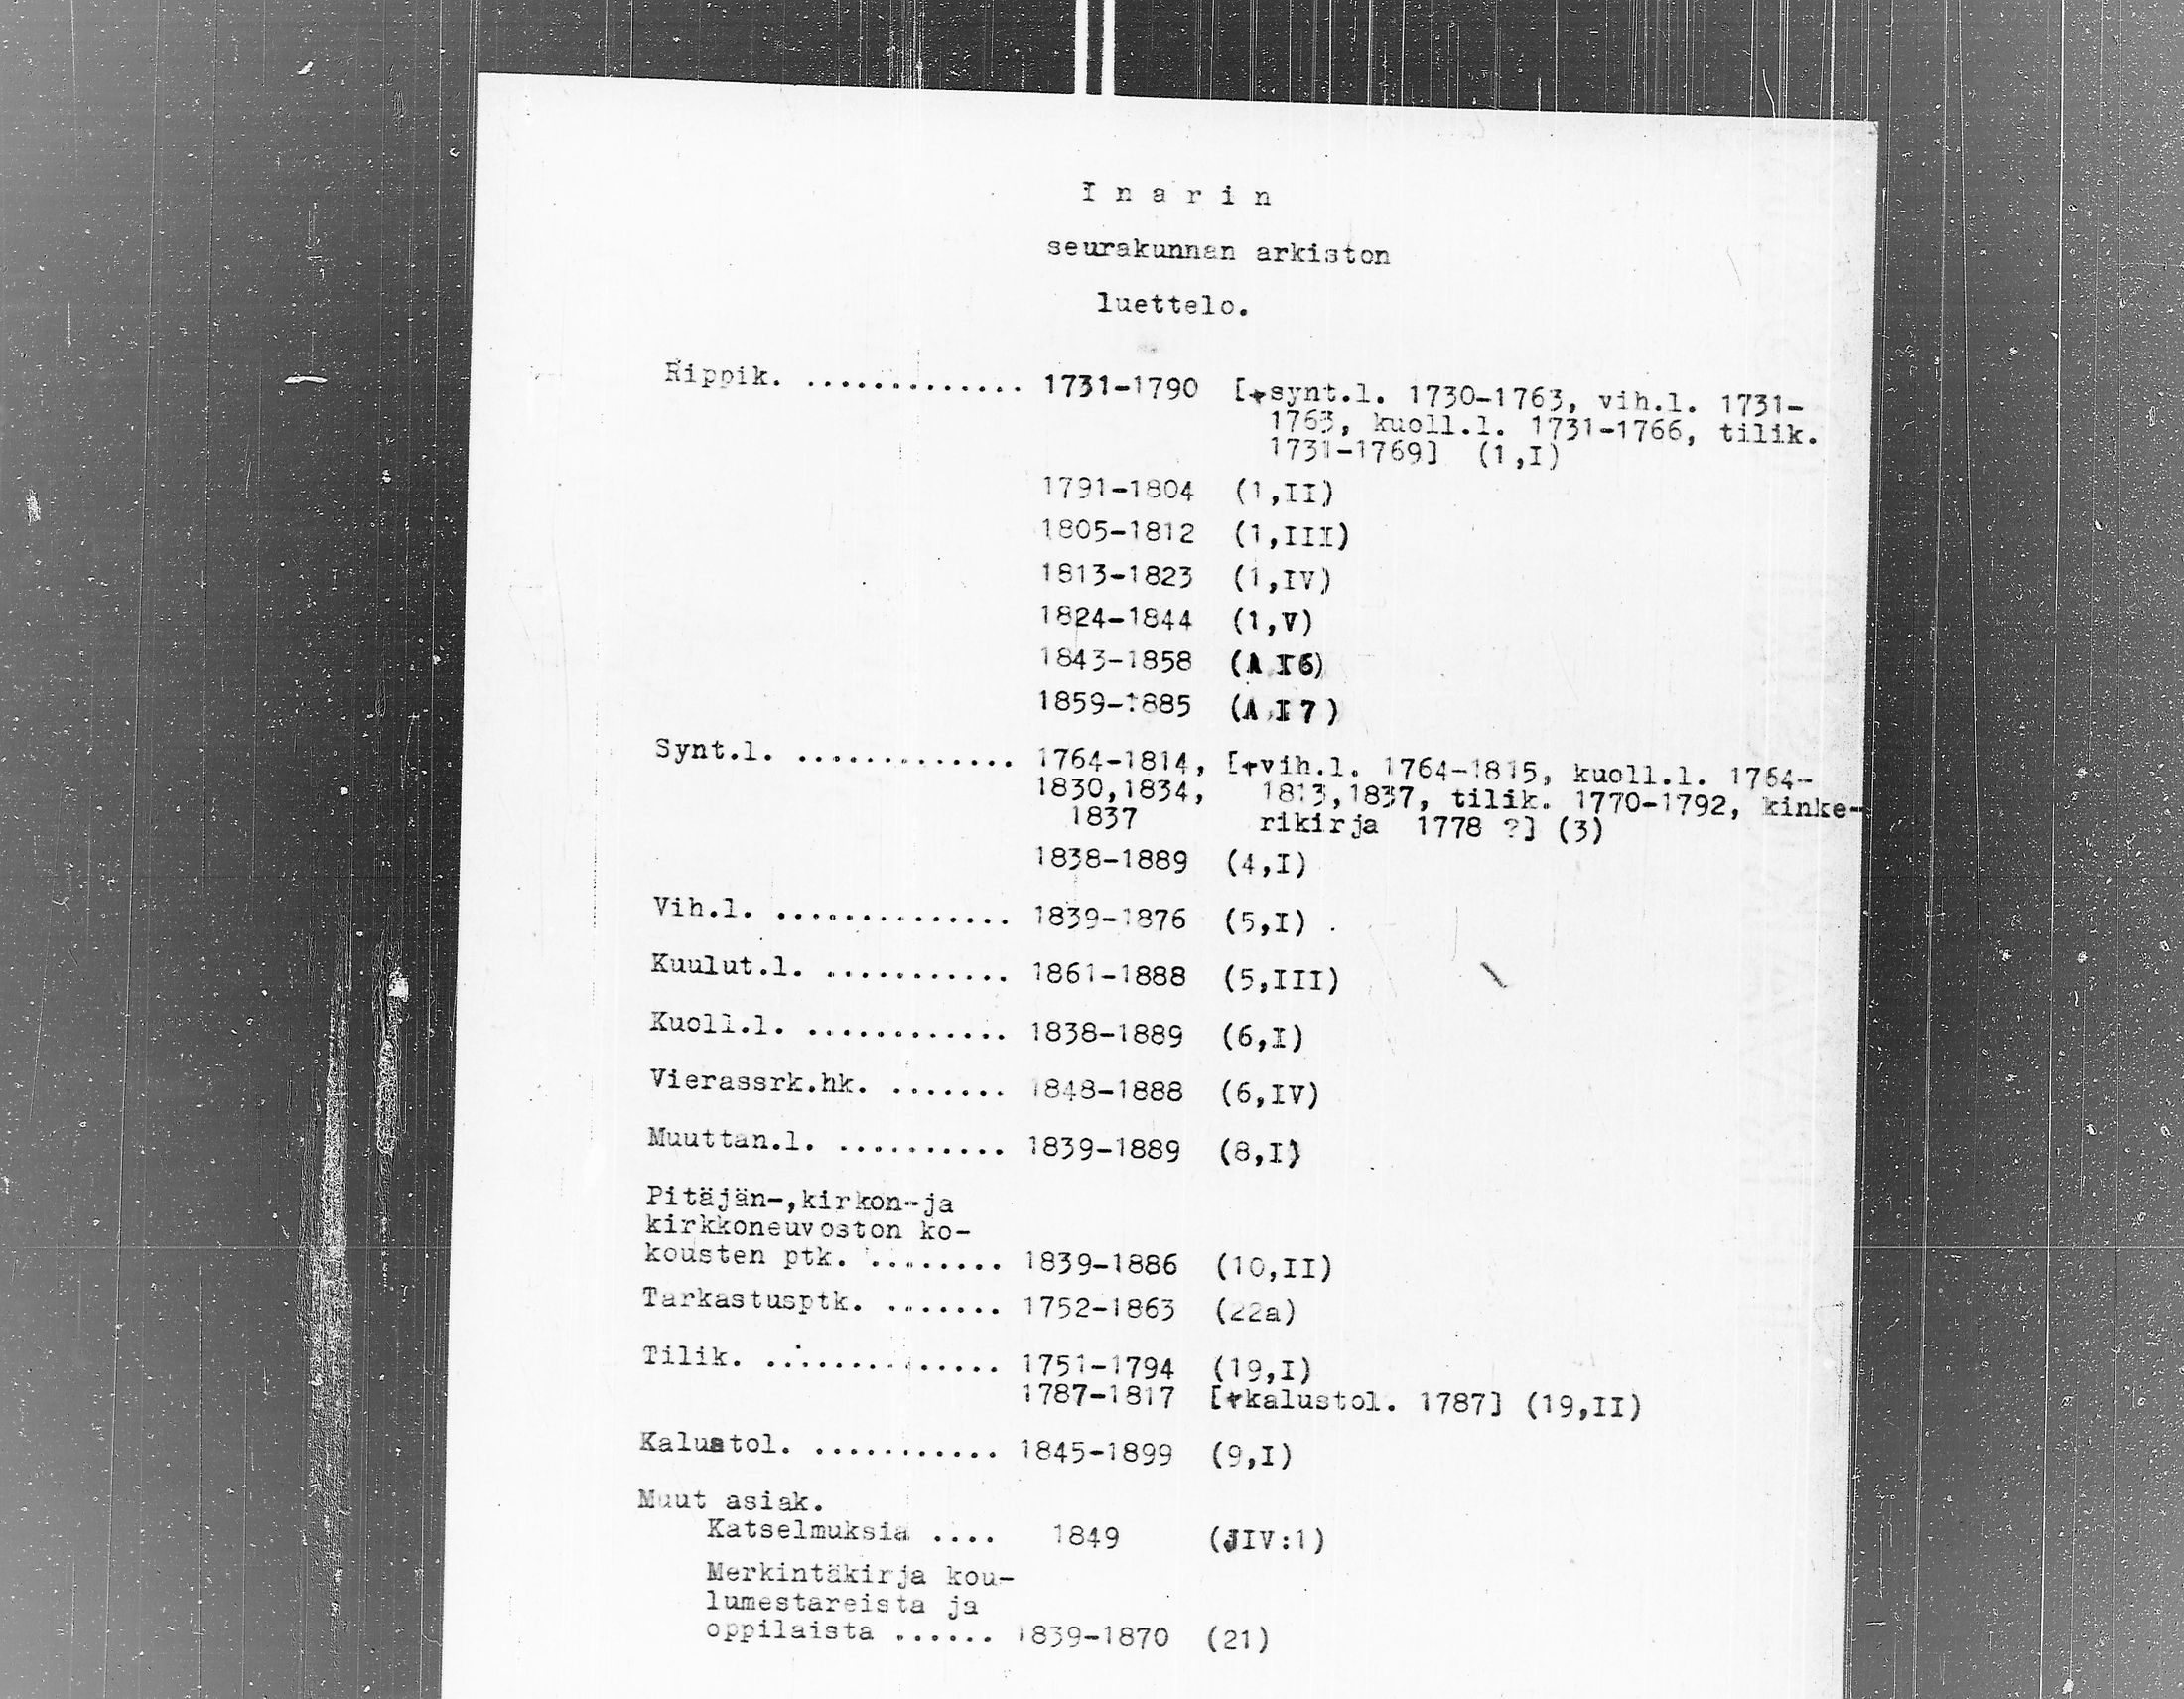 I n a r i n
seurakunnan arkiston
luettelo.
Rippik. ............. 1731-1790 [+synt.l. 1730-1763, vih.l. 1731-
1763, kuoll.l. 1731-1766, tilik.
1731-1769] (1,I)
1791-1804 (1,II)
1805-1812 (1,III)
1813-1823 (1,IV)
1824-1844 (1,V)
1843-1858 (A I 6)
1859-1885 (A I 7)
Synt.l. ............. 1764-1814, [+vih.l. 1764-1815, kuoll.l. 1764-
1830,1834, 1813,1837, tilik. 1770-1792, kinke-
1837 rikirja 1778 ?] (3)
1838-1889 (4,I)
Vih.l. .............. 1839-1876 (5,I)
Kuulut.l. ........... 1861-1888 (5,III)
Kuoll.l. ............ 1838-1889 (6,I)
Vierassrk.hk. ....... 1848-1888 (6,IV)
Muuttan.l. .......... 1839-1889 (8,I)
Pitäjän-,kirkon-ja
kirkkoneuvoston ko-
kousten ptk. ........ 1839-1886 (10,II)
Tarkastusptk. ....... 1752-1863 (22a)
Tilik. .............. 1751-1794 (19,I)
1787-1817 [+kalustol. 1787] (19,II)
Kalustol. ........... 1845-1899 (9,I)
Muut asiak.
Katselmuksia .... 1849 (JIV:1)
Merkintäkirja kou-
lumestareista ja
oppilaista ...... 1839-1870 (21)